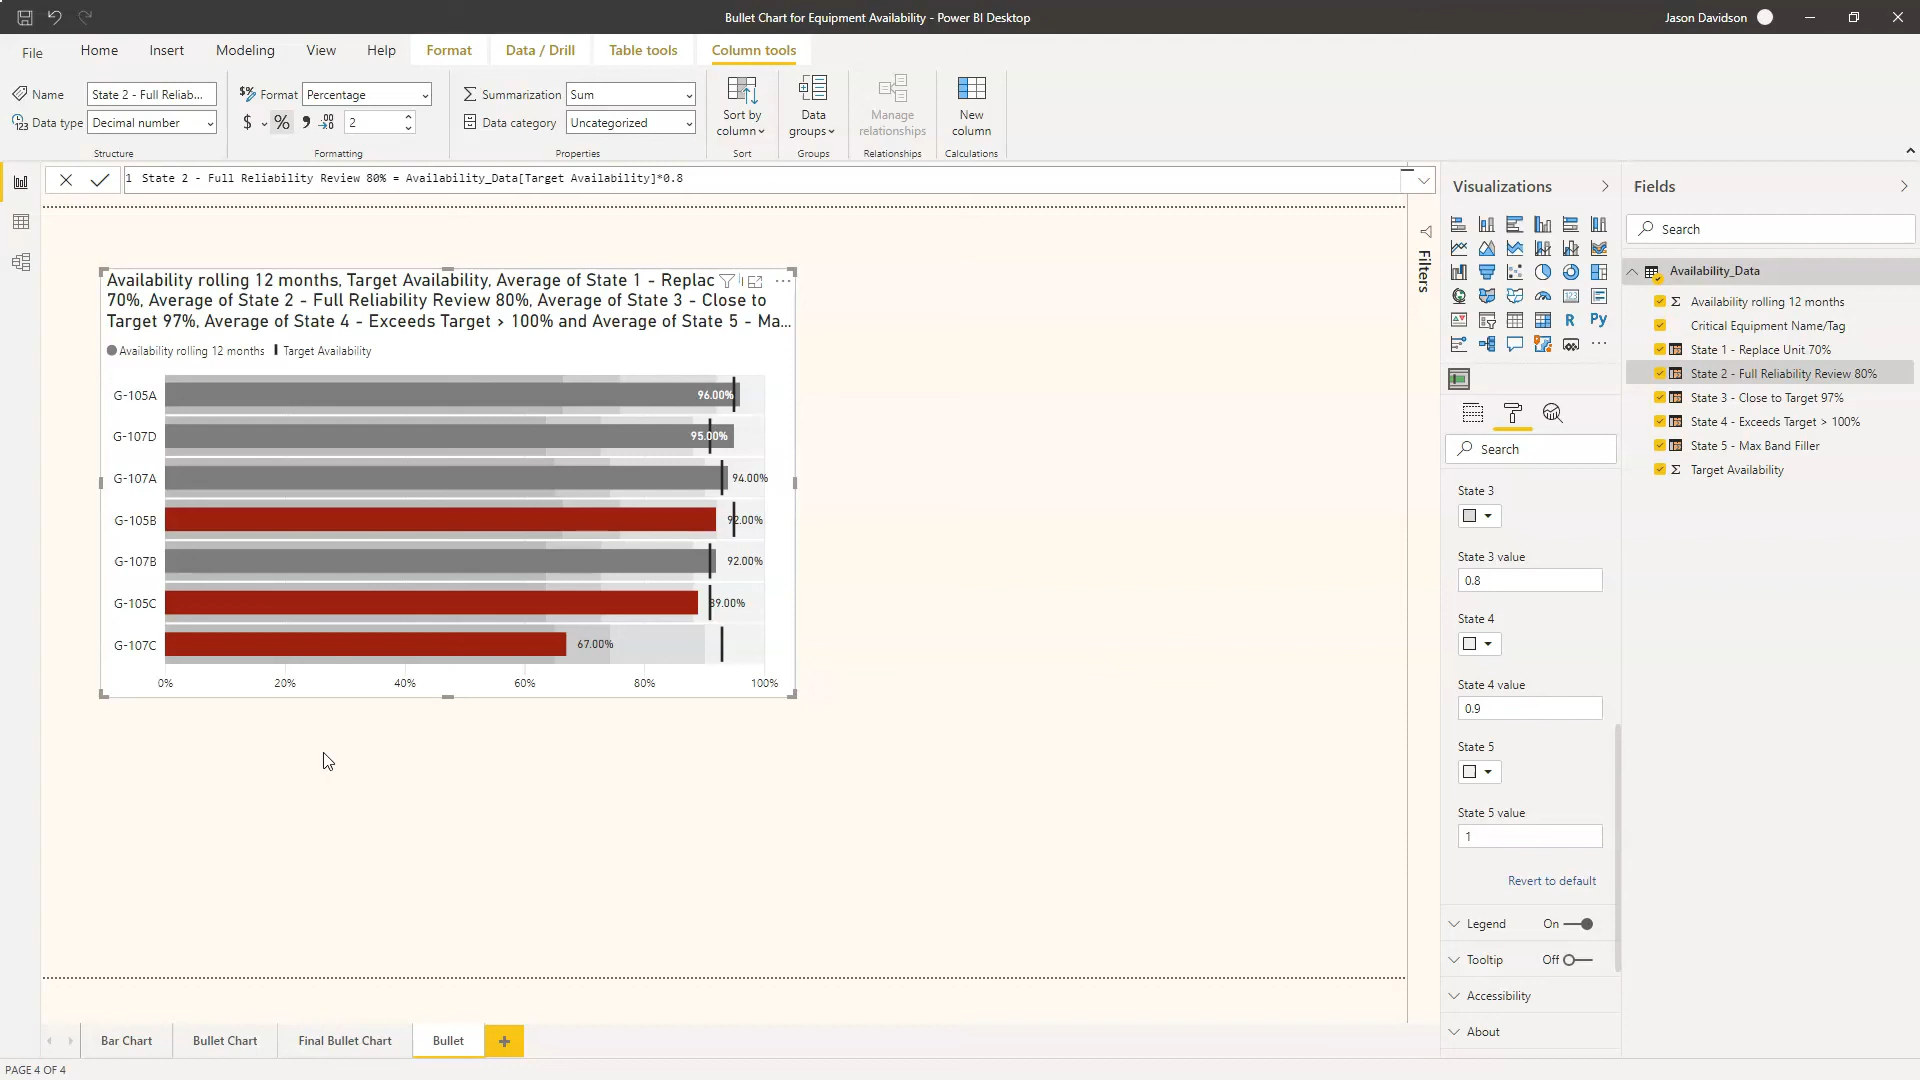 Bullet Chart for Equipment Availability - Power BI Desktop
Jason Davidson
File
Home
Insert
Modeling
View
Help
Format
Data / Drill
Table tools
Column tools
Name
State 2 - Full Reliab...
Data type
Decimal number
Structure
Format
Percentage
$
%
2
Formatting
Summarization
Sum
Data category
Uncategorized
Properties
Sort by
column
Sort
Data
groups
Groups
Manage
relationships
Relationships
New
column
Calculations
1 State 2 - Full Reliability Review 80% = Availability_Data[Target Availability]*0.8
Availability rolling 12 months, Target Availability, Average of State 1 - Replac
70%, Average of State 2 - Full Reliability Review 80%, Average of State 3 - Close to
Target 97%, Average of State 4 - Exceeds Target > 100% and Average of State 5 - Ma...
Availability rolling 12 months
Target Availability
G-105A
96.00%
G-107D
95.00%
G-107A
94.00%
G-105B
92.00%
G-107B
92.00%
G-105C
89.00%
G-107C
67.00%
0%
20%
40%
60%
80%
100%
Filters
Visualizations
R
Py
Search
State 3
State 3 value
0.8
State 4
State 4 value
0.9
State 5
State 5 value
1
Revert to default
Legend
On
Tooltip
Off
Accessibility
About
Fields
Search
Availability_Data
Availability rolling 12 months
Critical Equipment Name/Tag
State 1 - Replace Unit 70%
State 2 - Full Reliability Review 80%
State 3 - Close to Target 97%
State 4 - Exceeds Target > 100%
State 5 - Max Band Filler
Target Availability
Bar Chart
Bullet Chart
Final Bullet Chart
Bullet
PAGE 4 OF 4